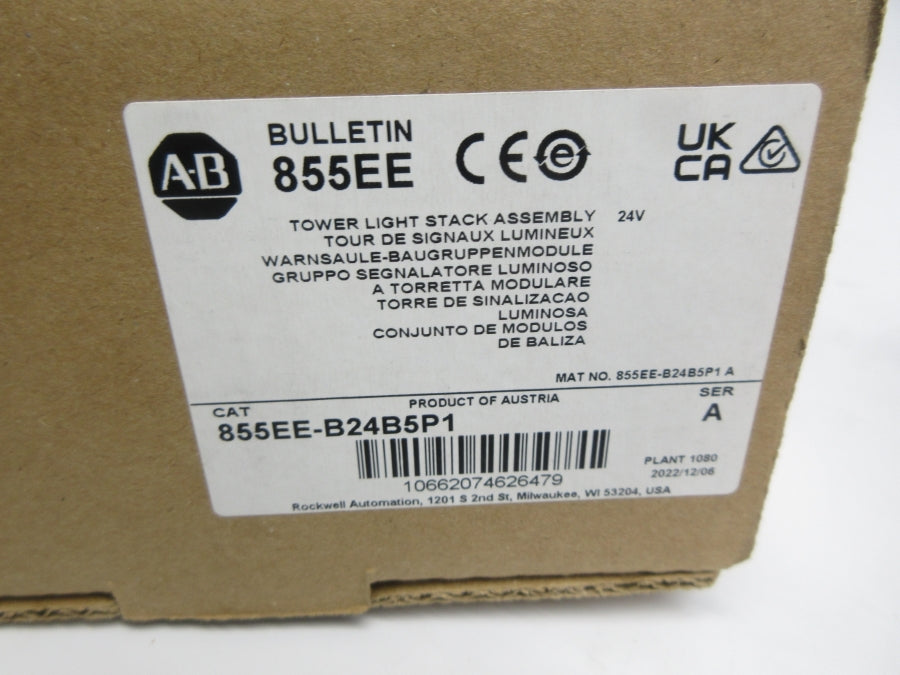 A-B
BULLETIN
855EE
CE e
UK
CA
TOWER LIGHT STACK ASSEMBLY 24V
TOUR DE SIGNAUX LUMINEUX
WARNSAULE-BAUGRUPPENMODULE
GRUPPO SEGNALATORE LUMINOSO
A TORRETTA MODULARE
TORRE DE SINALIZACAO
LUMINOSA
CONJUNTO DE MODULOS
DE BALIZA
MAT NO. 855EE-B24B5P1 A
CAT PRODUCT OF AUSTRIA SER
855EE-B24B5P1 A
10662074626479
PLANT 1080
2022/12/06
Rockwell Automation, 1201 S 2nd St, Milwaukee, WI 53204, USA